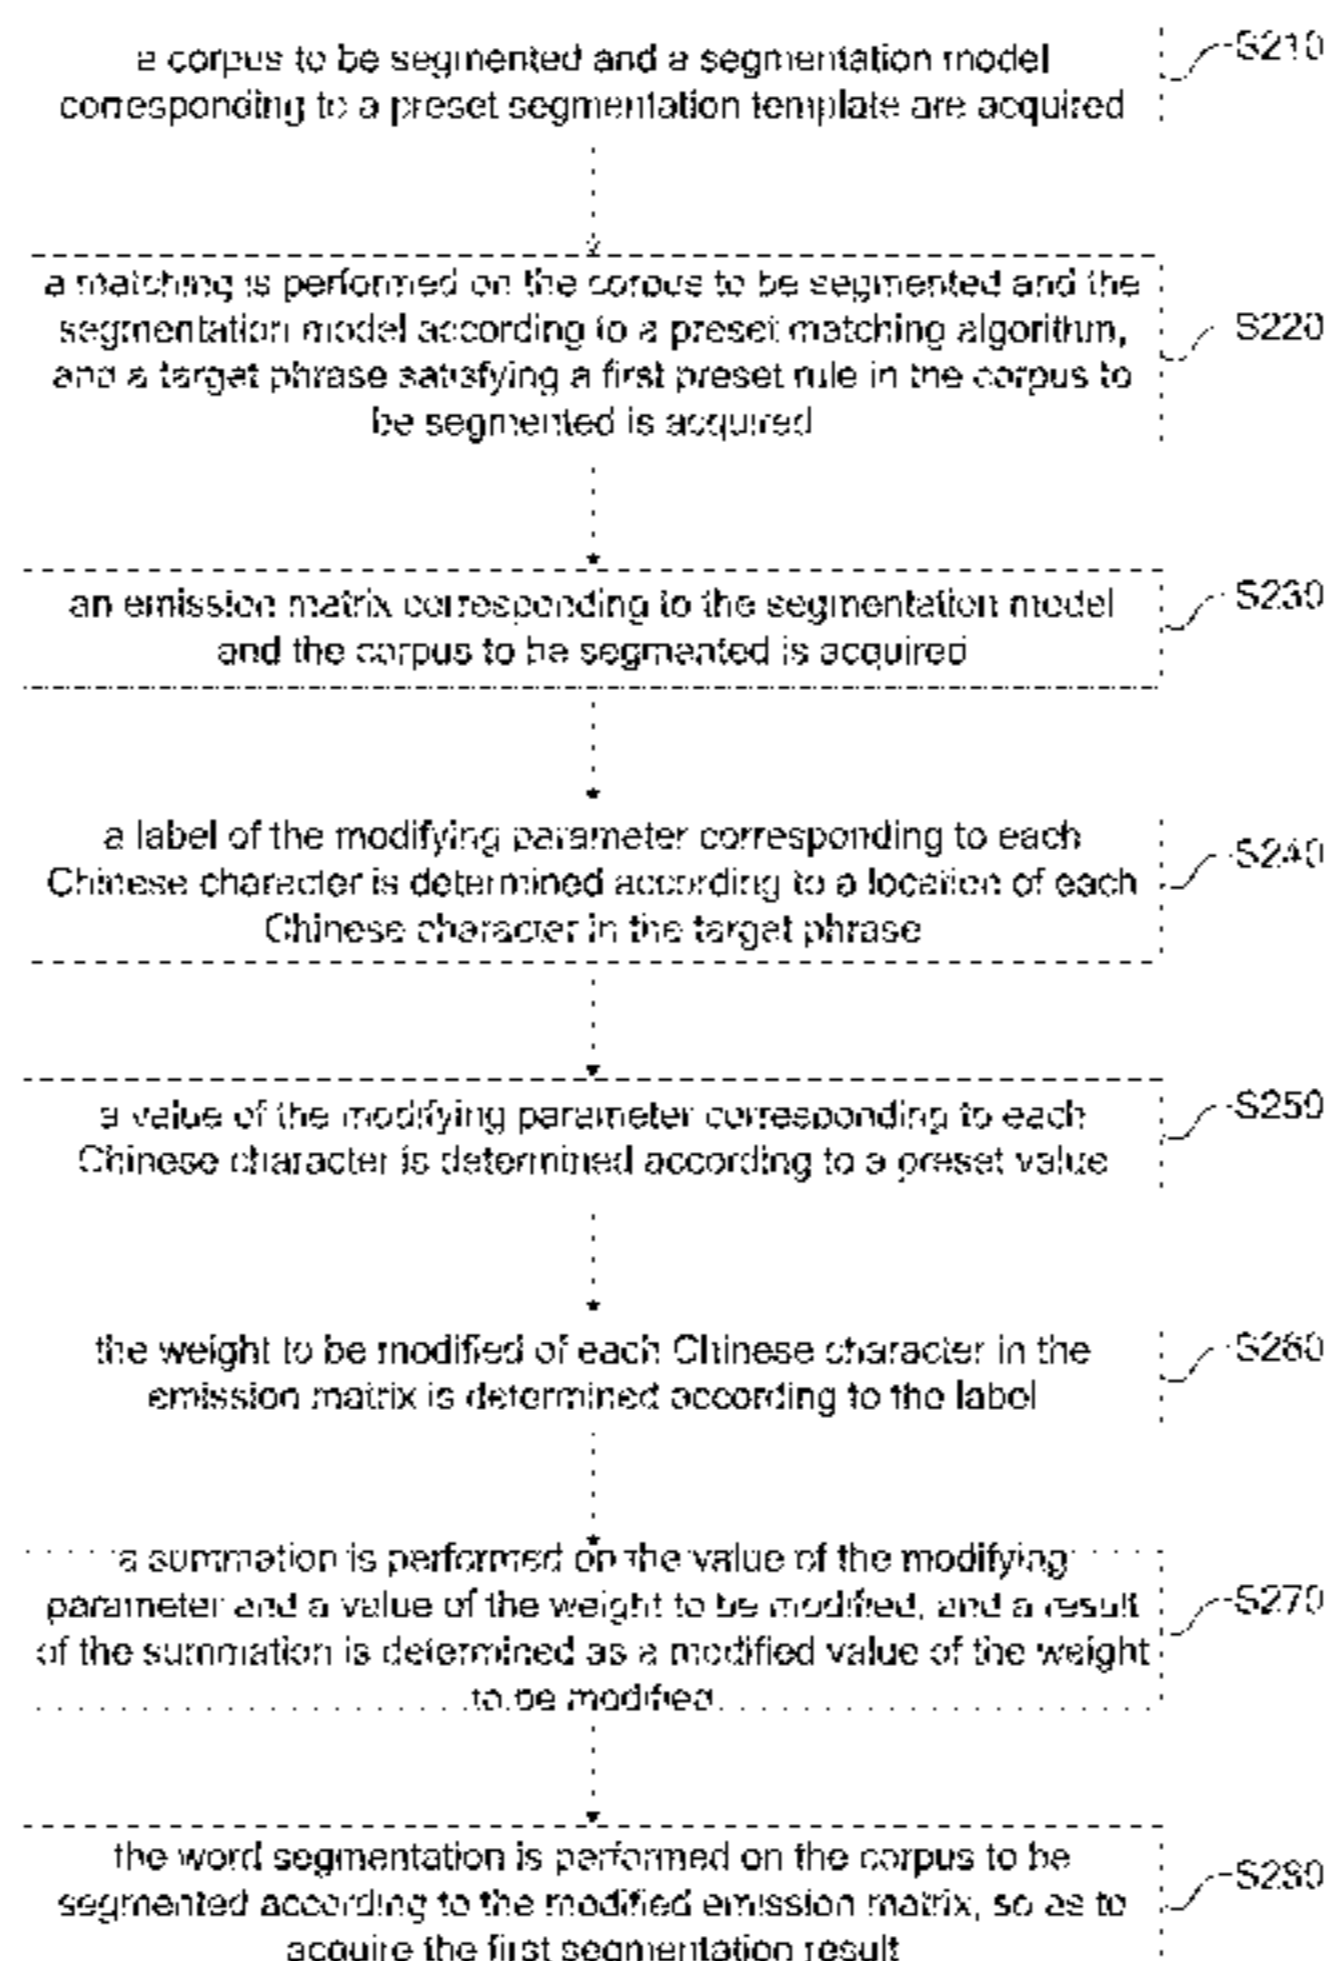 a corpus to be segmented and a segmentation model
corresponding to a preset segmentation template are acquired
S210
a matching is performed on the corpus to be segmented and the
segmentation model according to a preset matching algorithm,
and a target phrase satisfying a first preset rule in the corpus to
be segmented is acquired
S220
an emission matrix corresponding to the segmentation model
and the corpus to be segmented is acquired
S230
a label of the modifying parameter corresponding to each
Chinese character is determined according to a location of each
Chinese character in the target phrase
S240
a value of the modifying parameter corresponding to each
Chinese character is determined according to a preset value
S250
the weight to be modified of each Chinese character in the
emission matrix is determined according to the label
S260
a summation is performed on the value of the modifying
parameter and a value of the weight to be modified, and a result
of the summation is determined as a modified value of the weight
to be modified
S270
the word segmentation is performed on the corpus to be
segmented according to the modified emission matrix, so as to
acquire the first segmentation result
S280